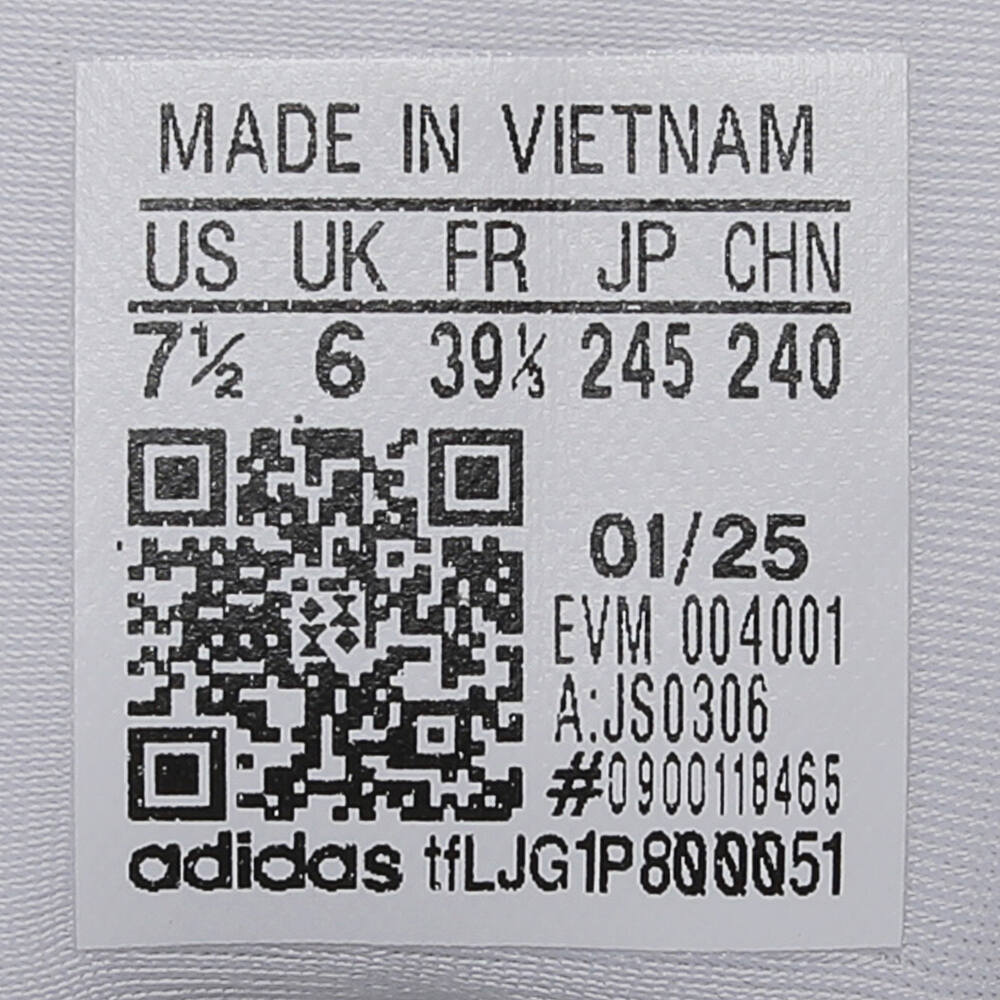 MADE IN VIETNAM
US UK FR JP CHN
7½ 6 39⅓ 245 240
01/25
EVM 004001
A:JS0306
#0900118465
adidas tfLJG1P800051